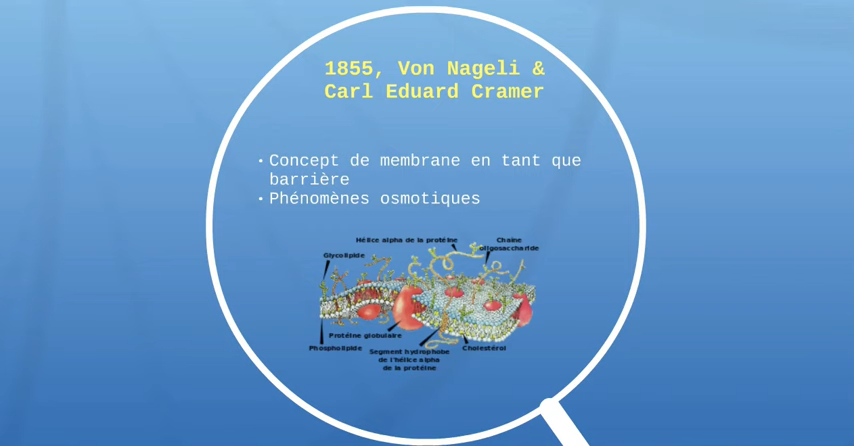 1855, Von Nageli &
Carl Eduard Cramer
• Concept de membrane en tant que
barrière
• Phénomènes osmotiques
Hélice alpha de la protéine
Chaine
oligosaccharide
Glycolipide
Protéine globulaire
Phospholipide
Segment hydrophobe
de l'hélice alpha
de la protéine
Cholestérol